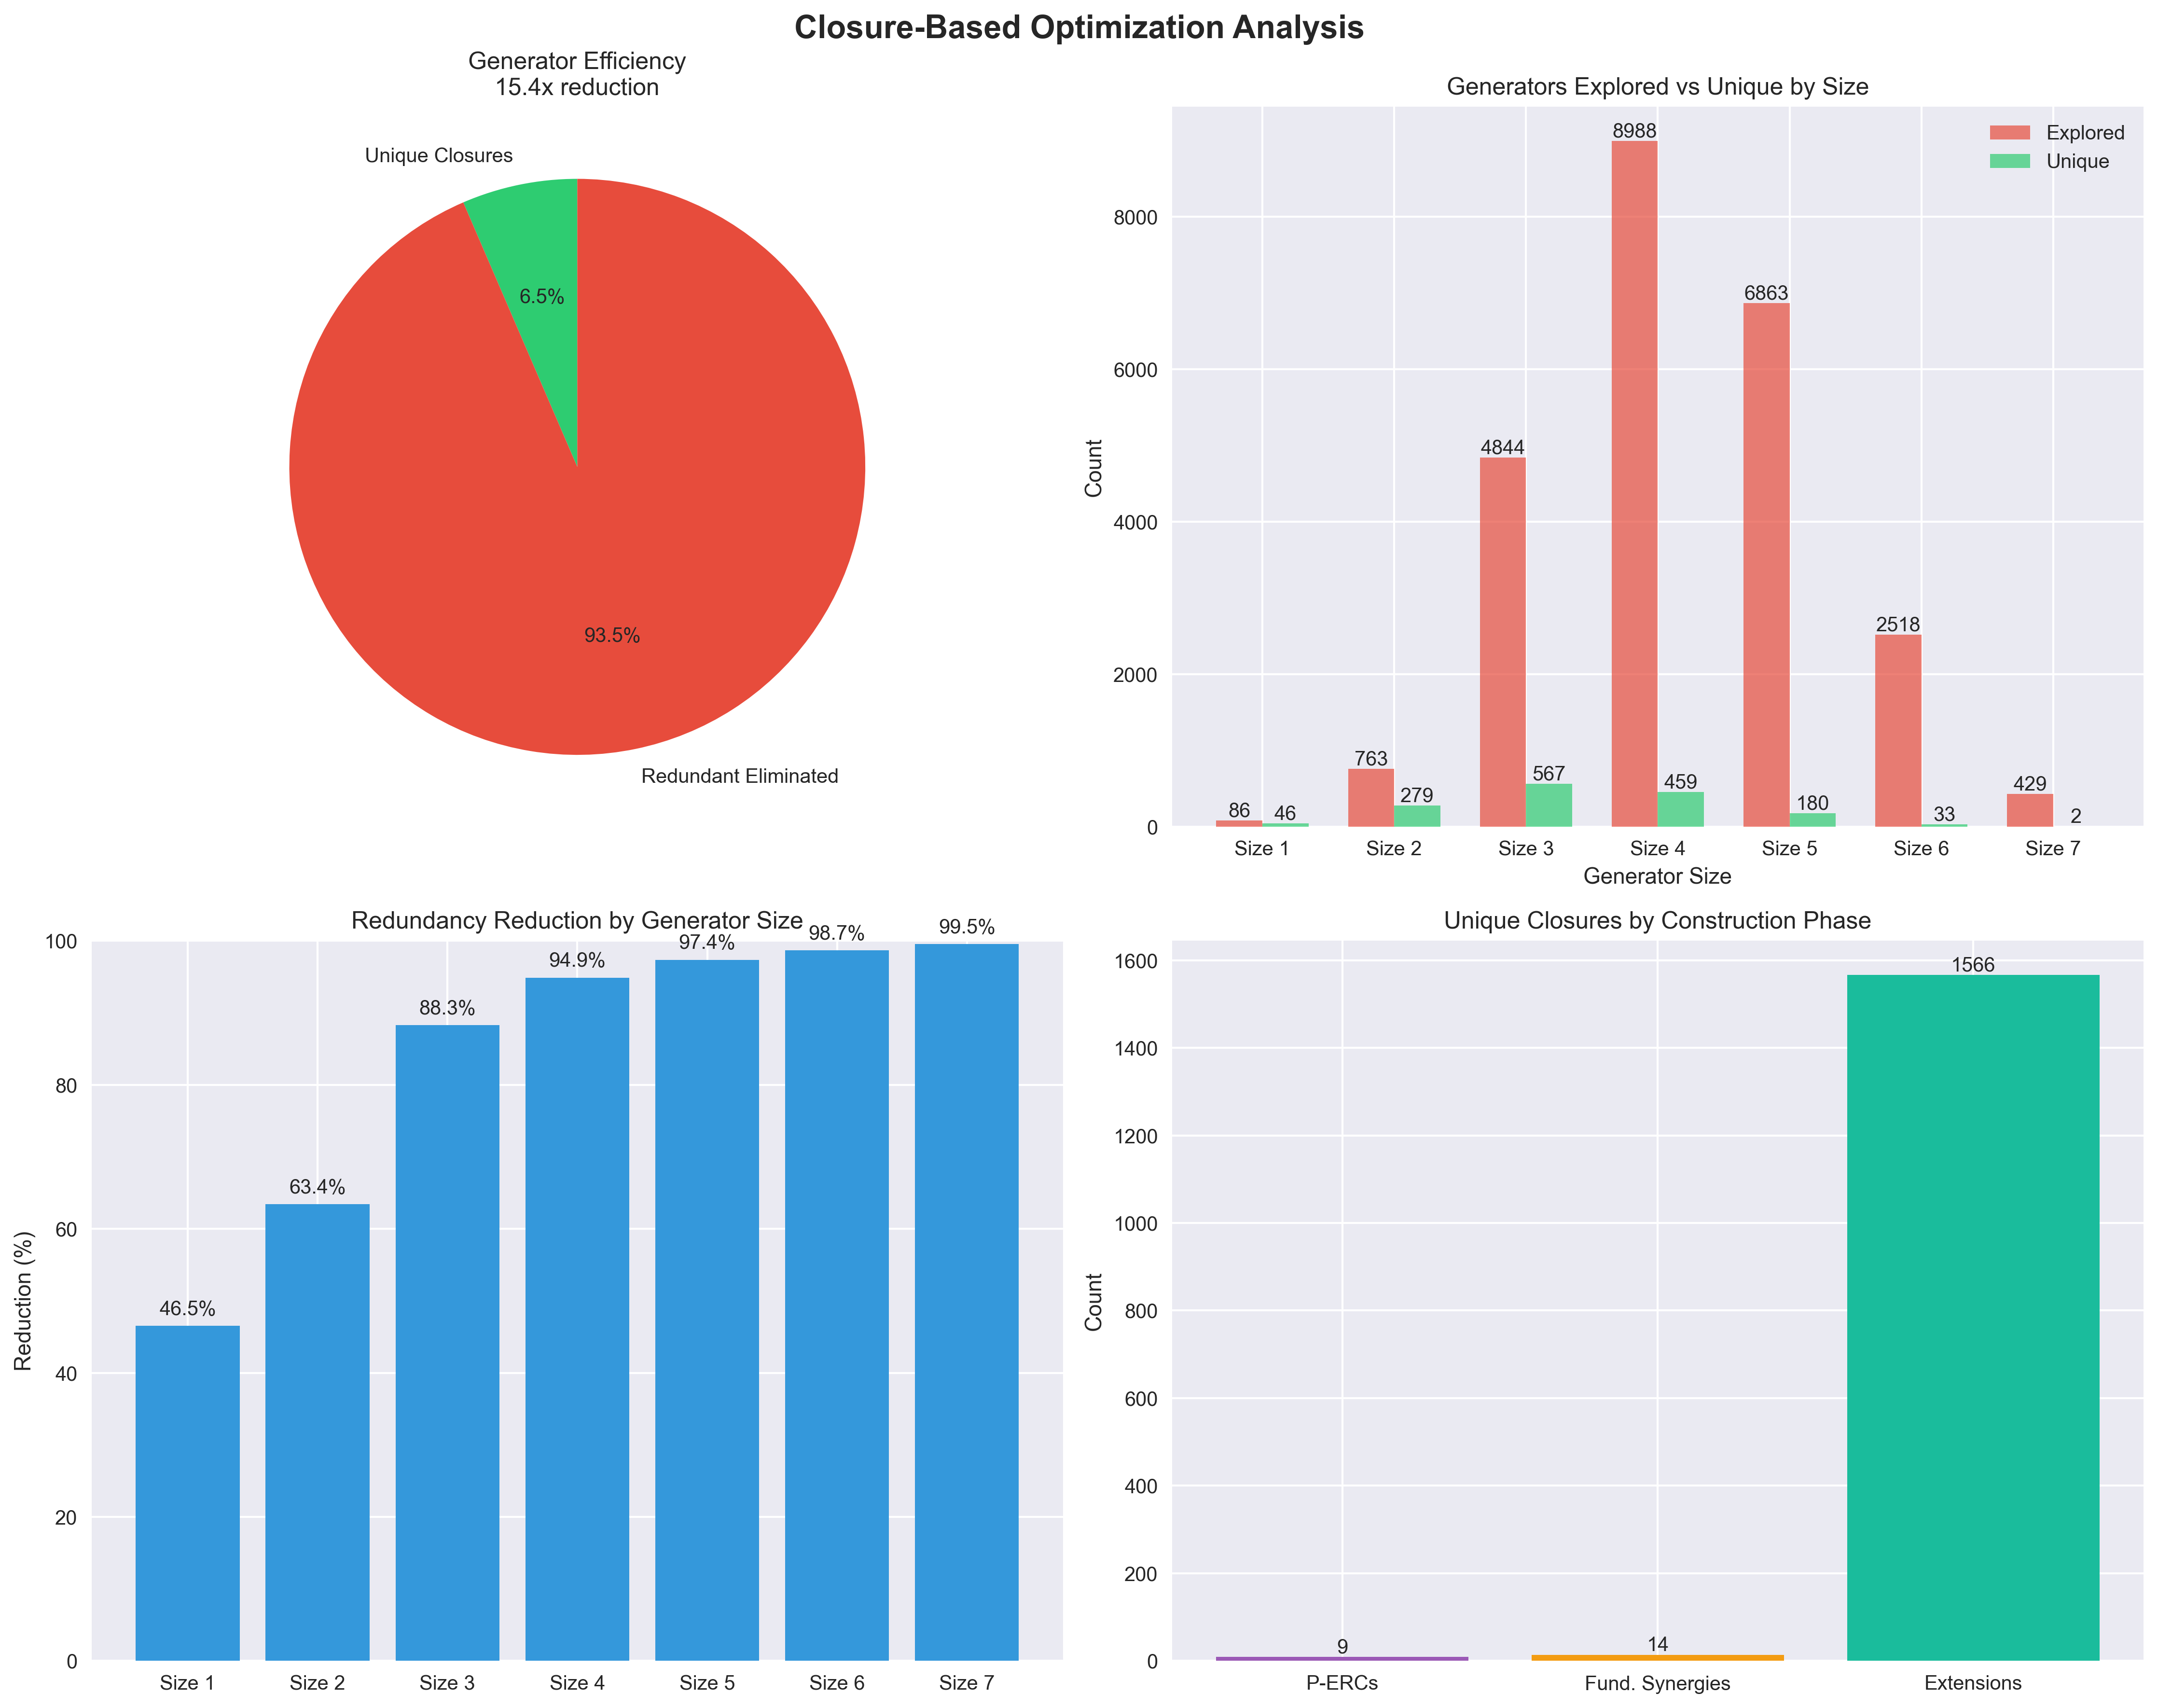 Closure-Based Optimization Analysis
Generator Efficiency
15.4x reduction
Unique Closures
6.5%
93.5%
Redundant Eliminated
Generators Explored vs Unique by Size
Explored
Unique
Count
8000
6000
4000
2000
0
86
46
763
279
4844
567
8988
459
6863
180
2518
33
429
2
Size 1
Size 2
Size 3
Size 4
Size 5
Size 6
Size 7
Generator Size
Redundancy Reduction by Generator Size
Reduction (%)
100
80
60
40
20
0
46.5%
63.4%
88.3%
94.9%
97.4%
98.7%
99.5%
Size 1
Size 2
Size 3
Size 4
Size 5
Size 6
Size 7
Unique Closures by Construction Phase
Count
1600
1400
1200
1000
800
600
400
200
0
9
14
1566
P-ERCs
Fund. Synergies
Extensions